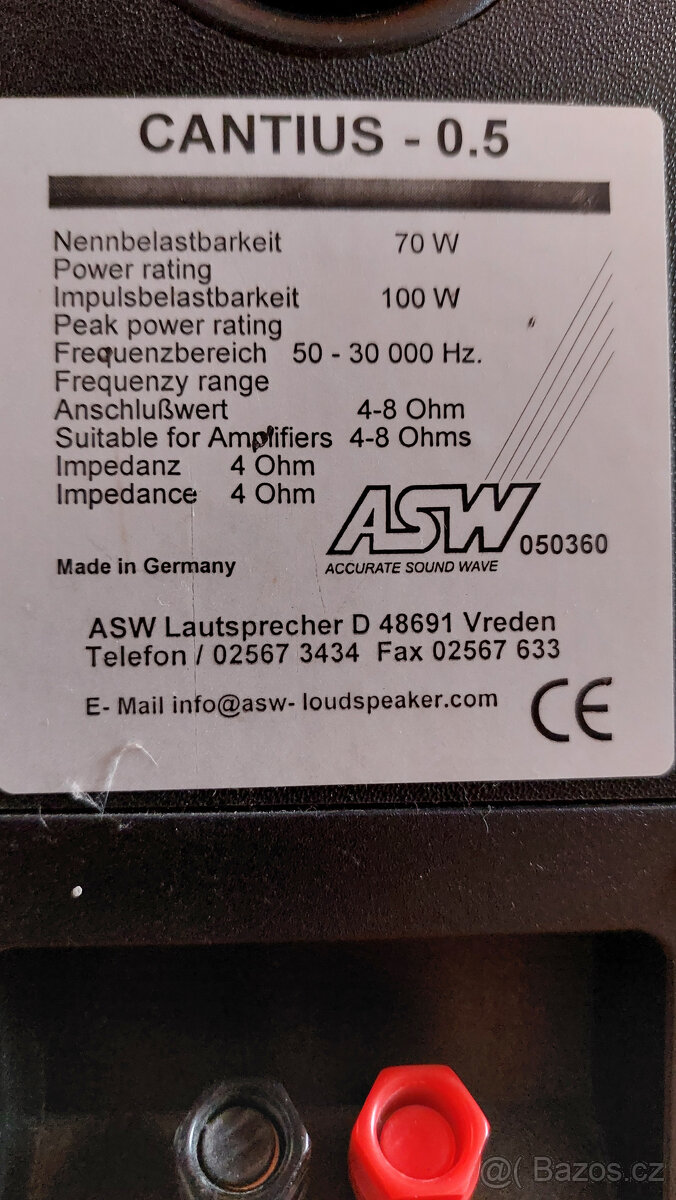 CANTIUS - 0.5
Nennbelastbarkeit 70 W
Power rating
Impulsbelastbarkeit 100 W
Peak power rating
Frequenzbereich 50 - 30 000 Hz.
Frequenzy range
Anschlußwert 4-8 Ohm
Suitable for Amplifiers 4-8 Ohms
Impedanz 4 Ohm
Impedance 4 Ohm
ASW 050360
Made in Germany
ACCURATE SOUND WAVE
ASW Lautsprecher D 48691 Vreden
Telefon / 02567 3434 Fax 02567 633
E- Mail info@asw- loudspeaker.com
CE
@( Bazos.cz